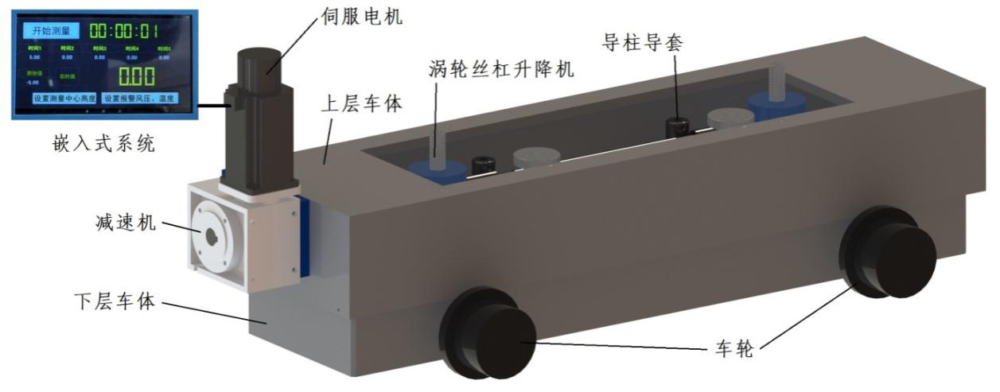 开始测量 00:00:01
时间1 时间2 时间3 时间4 时间5
5.00 0.00 0.00 0.00 0.00
原始值 实时值 0.00
-5.00
设置测量中心高度 设置报警风压、温度
嵌入式系统
伺服电机
涡轮丝杠升降机
导柱导套
上层车体
减速机
下层车体
车轮